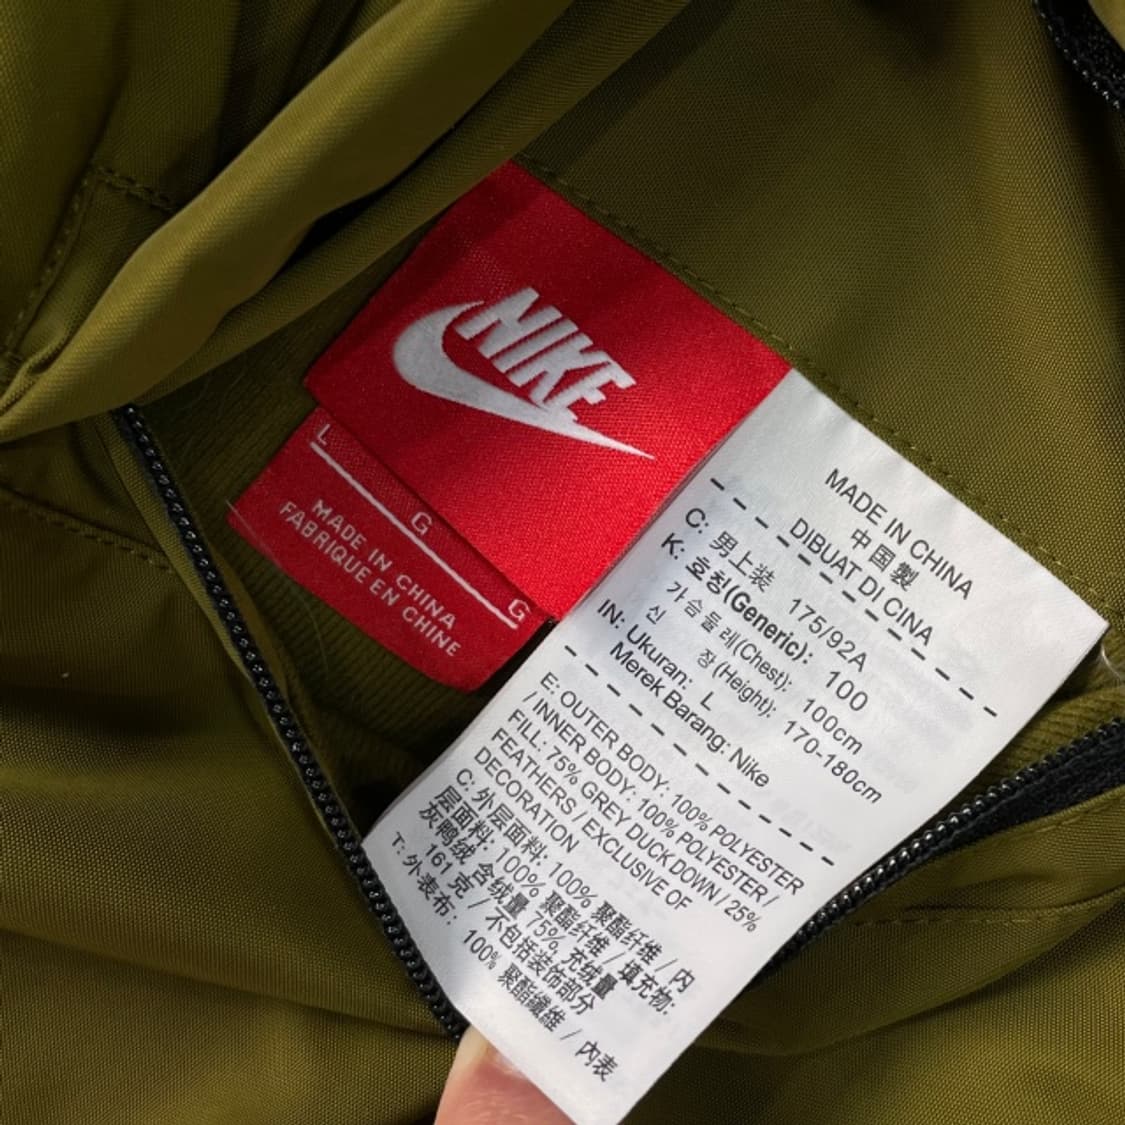 NIKE
L
G
G
MADE IN CHINA
FABRIQUE EN CHINE
MADE IN CHINA
中国製
DIBUAT DI CINA
C: 男上装 175/92A
K: 호칭(Generic): 100
가슴둘레(Chest): 100cm
신 장(Height): 170-180cm
IN: Ukuran: L
Merek Barang: Nike
E: OUTER BODY: 100% POLYESTER
/ INNER BODY: 100% POLYESTER /
FILL: 75% GREY DUCK DOWN / 25%
FEATHERS / EXCLUSIVE OF
DECORATION
C: 外层面料: 100% 聚酯纤维 / 内
层面料: 100% 聚酯纤维 / 填充物:
灰鸭绒 含绒量 75%, 充绒量
161 克 / 不包括装饰部分
T: 外表布: 100% 聚酯纖維 / 內表